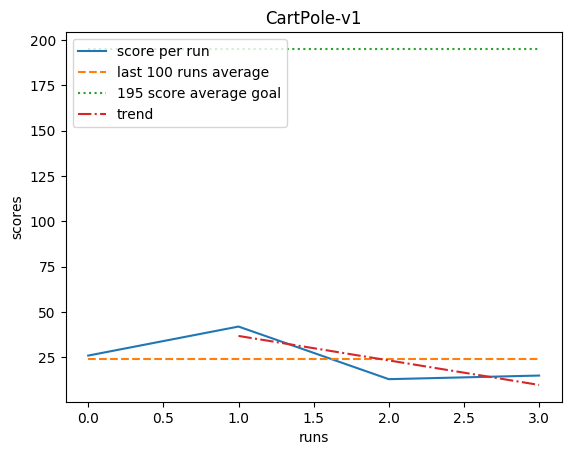 CartPole-v1
200
175
150
125
100
75
50
25
scores
score per run
last 100 runs average
195 score average goal
trend
0.0 0.5 1.0 1.5 2.0 2.5 3.0
runs